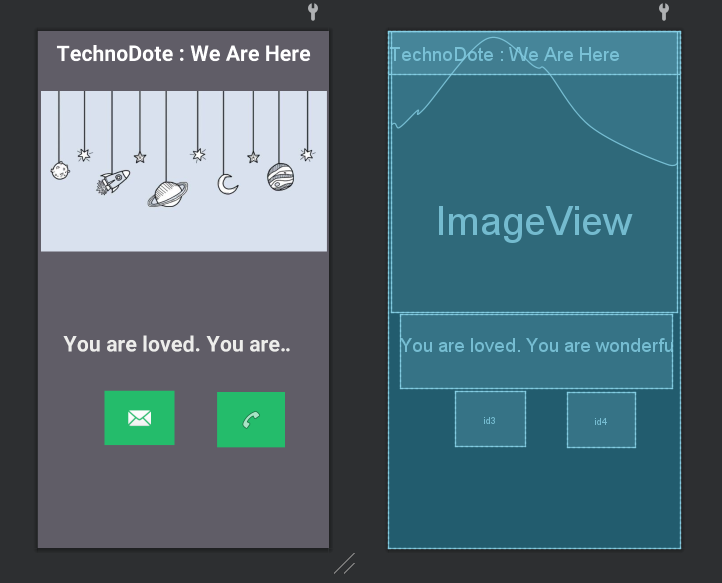 TechnoDote : We Are Here
You are loved. You are..
TechnoDote : We Are Here
ImageView
You are loved. You are wonderfu
id3
id4